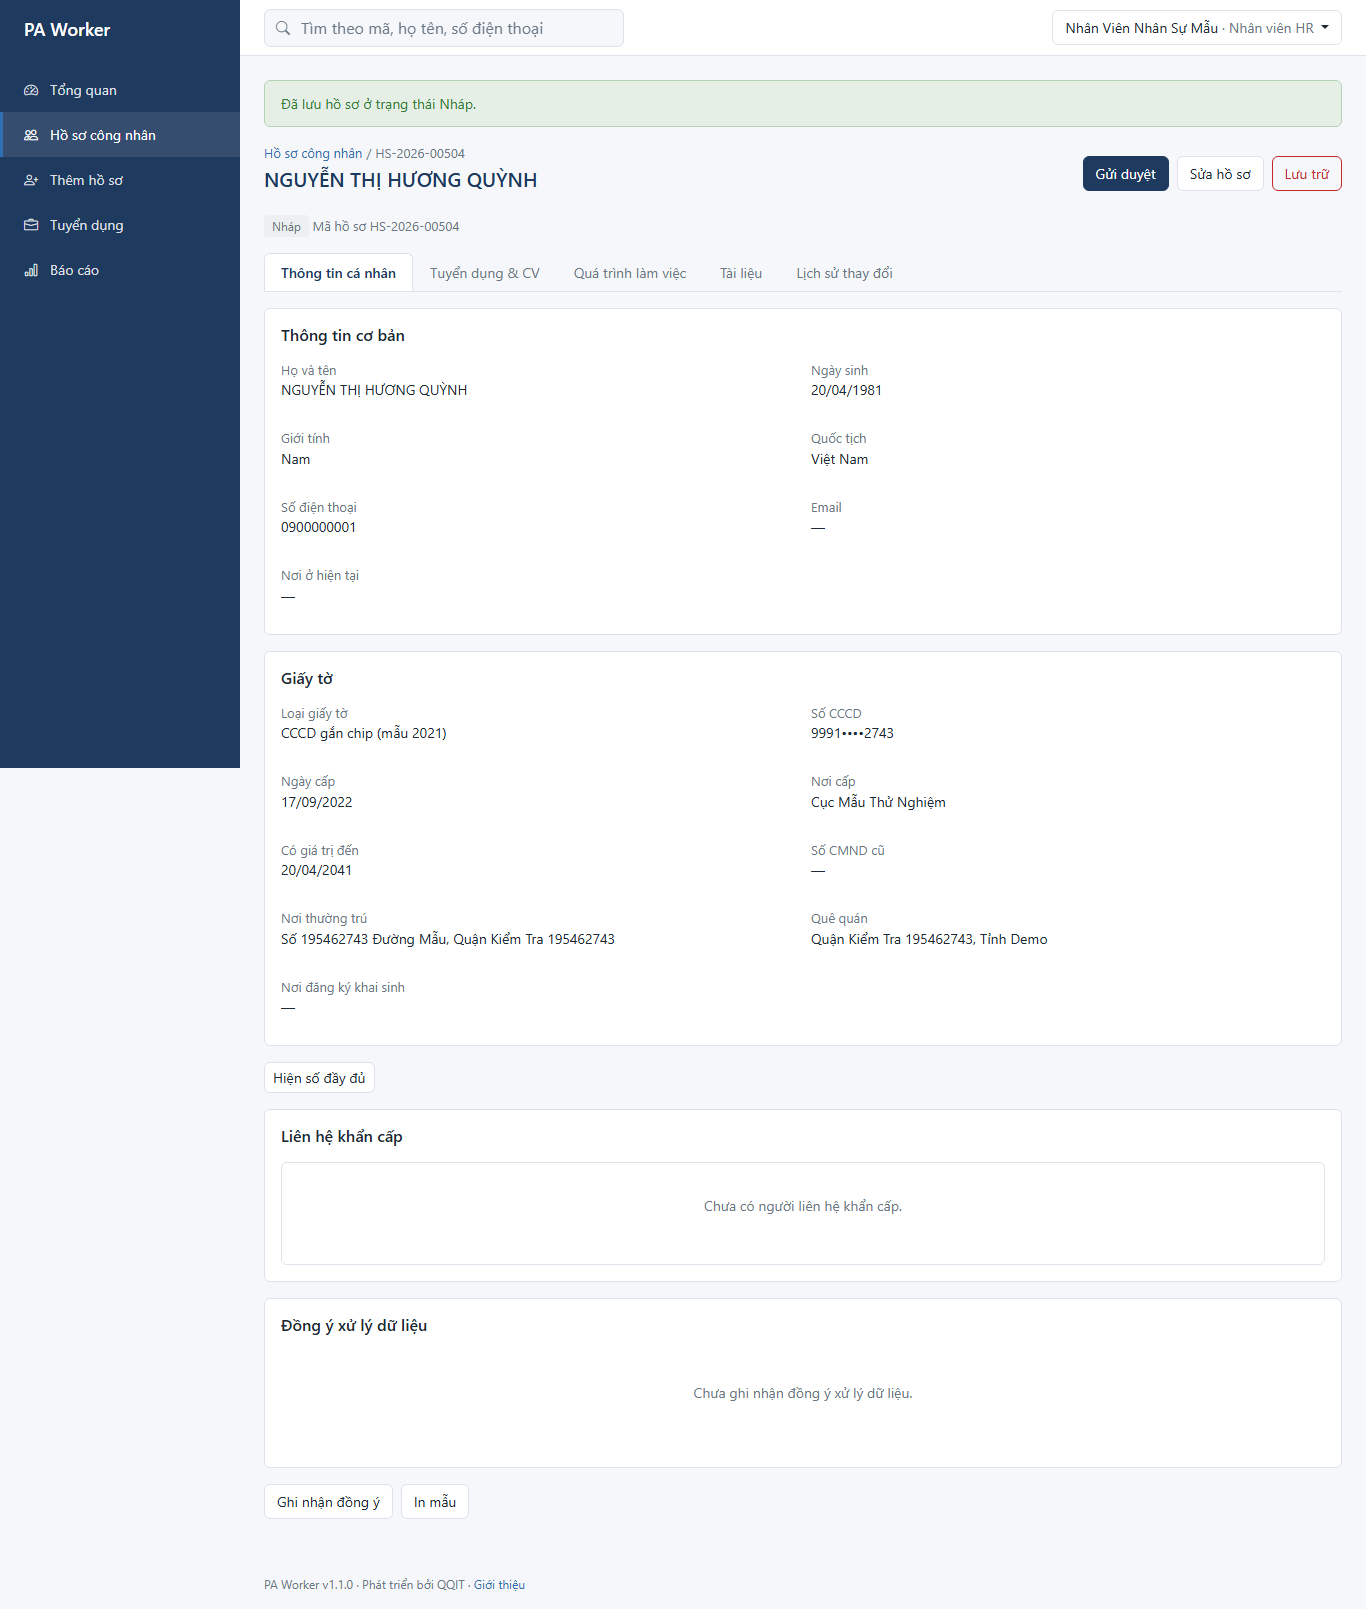 PA Worker
Tìm theo mã, họ tên, số điện thoại
Nhân Viên Nhân Sự Mẫu · Nhân viên HR
Tổng quan
Hồ sơ công nhân
Thêm hồ sơ
Tuyển dụng
Báo cáo
Đã lưu hồ sơ ở trạng thái Nháp.
Hồ sơ công nhân / HS-2026-00504
NGUYỄN THỊ HƯƠNG QUỲNH
Gửi duyệt
Sửa hồ sơ
Lưu trữ
Nháp Mã hồ sơ HS-2026-00504
Thông tin cá nhân
Tuyển dụng & CV
Quá trình làm việc
Tài liệu
Lịch sử thay đổi
Thông tin cơ bản
Họ và tên
NGUYỄN THỊ HƯƠNG QUỲNH
Ngày sinh
20/04/1981
Giới tính
Nam
Quốc tịch
Việt Nam
Số điện thoại
0900000001
Email
—
Nơi ở hiện tại
—
Giấy tờ
Loại giấy tờ
CCCD gắn chip (mẫu 2021)
Số CCCD
9991••••2743
Ngày cấp
17/09/2022
Nơi cấp
Cục Mẫu Thử Nghiệm
Có giá trị đến
20/04/2041
Số CMND cũ
—
Nơi thường trú
Số 195462743 Đường Mẫu, Quận Kiểm Tra 195462743
Quê quán
Quận Kiểm Tra 195462743, Tỉnh Demo
Nơi đăng ký khai sinh
—
Hiện số đầy đủ
Liên hệ khẩn cấp
Chưa có người liên hệ khẩn cấp.
Đồng ý xử lý dữ liệu
Chưa ghi nhận đồng ý xử lý dữ liệu.
Ghi nhận đồng ý
In mẫu
PA Worker v1.1.0 · Phát triển bởi QQIT · Giới thiệu